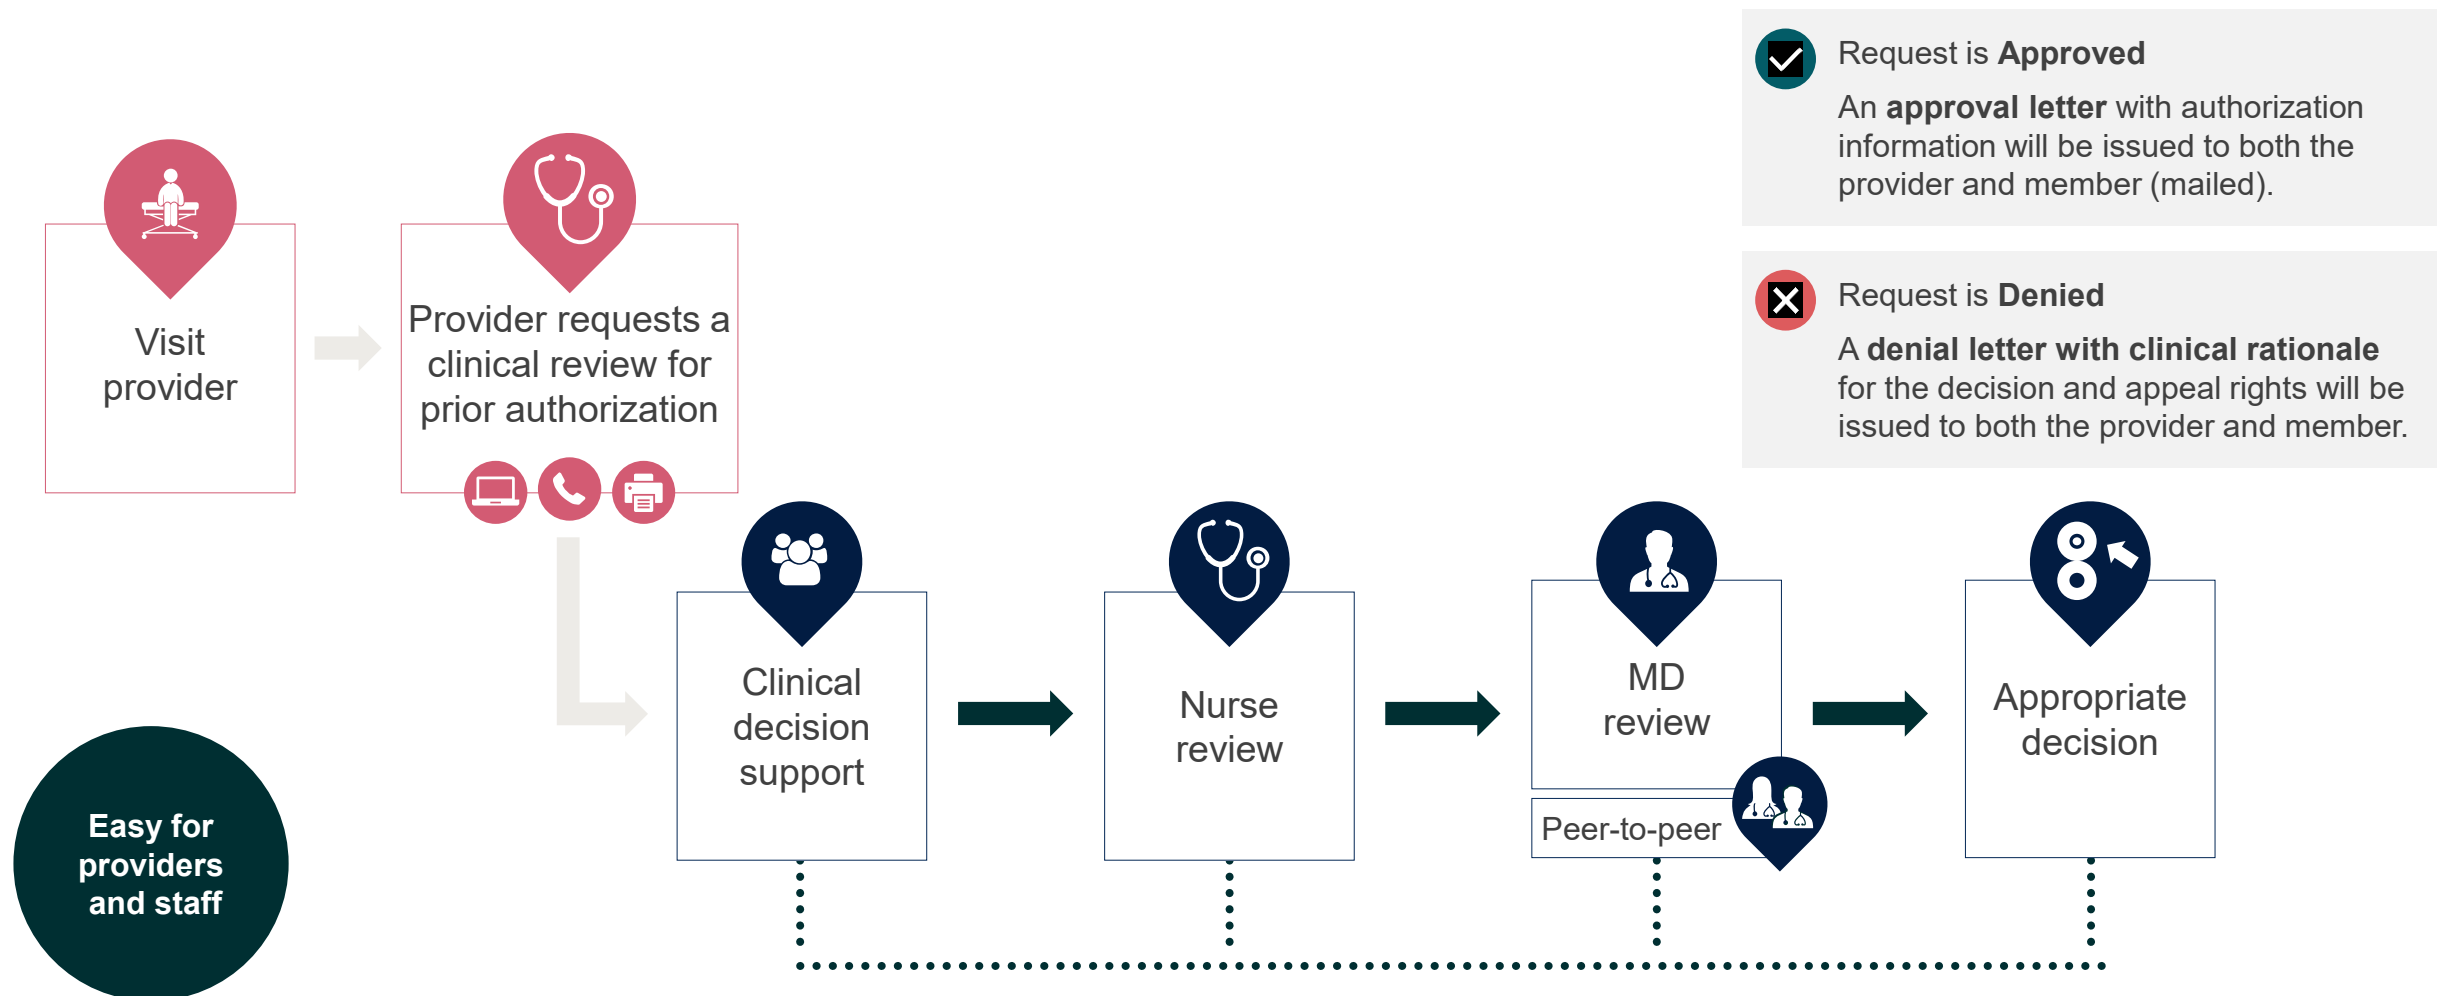 Request is Approved
An approval letter with authorization
information will be issued to both the
provider and member (mailed).
Request is Denied
A denial letter with clinical rationale
for the decision and appeal rights will be
issued to both the provider and member.
Visit
provider
Provider requests a
clinical review for
prior authorization
Clinical
decision
support
Nurse
review
MD
review
Peer-to-peer
Appropriate
decision
Easy for
providers
and staff